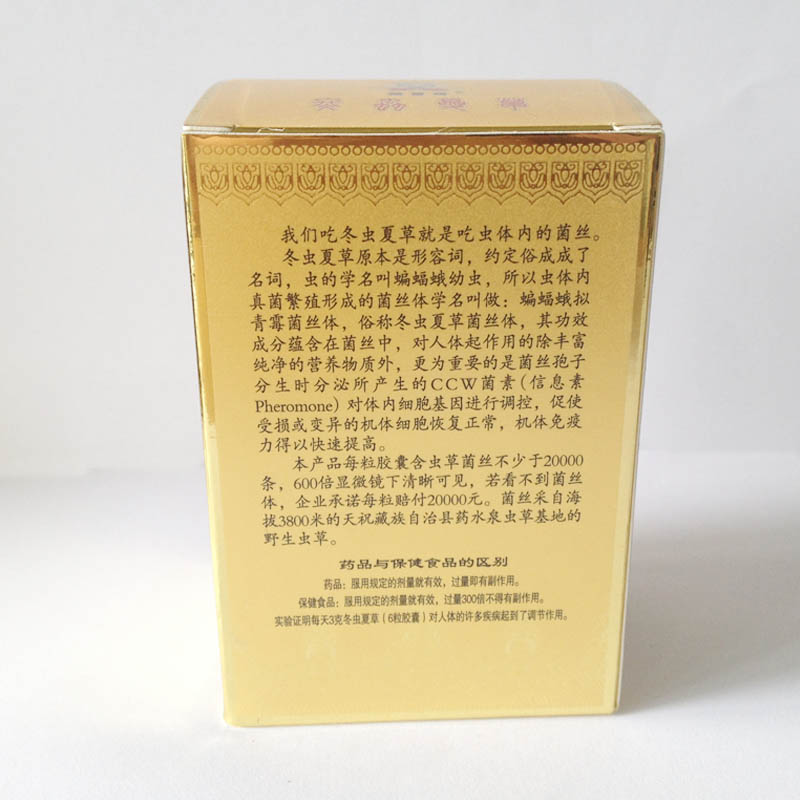 我们吃冬虫夏草就是吃虫体内的菌丝。
冬虫夏草原本是形容词，约定俗成成了
名词，虫的学名叫蝙蝠蛾幼虫，所以虫体内
真菌繁殖形成的菌丝体学名叫做：蝙蝠蛾拟
青霉菌丝体，俗称冬虫夏草菌丝体，其功效
成分蕴含在菌丝中，对人体起作用的除丰富
纯净的营养物质外，更为重要的是菌丝孢子
分生时分泌所产生的CCW菌素(信息素
Pheromone）对体内细胞基因进行调控，促使
受损或变异的机体细胞恢复正常，机体免疫
力得以快速提高。
本产品每粒胶囊含虫草菌丝不少于20000
条，600倍显微镜下清晰可见，若看不到菌丝
体，企业承诺每粒赔付20000元。菌丝采自海
拔3800米的天祝藏族自治县药水泉虫草基地的
野生虫草。
药品与保健食品的区别
药品：服用规定的剂量就有效，过量即有副作用。
保健食品：服用规定的剂量就有效，过量300倍不得有副作用。
实验证明每天3克冬虫夏草（6粒胶囊）对人体的许多疾病起到了调节作用。